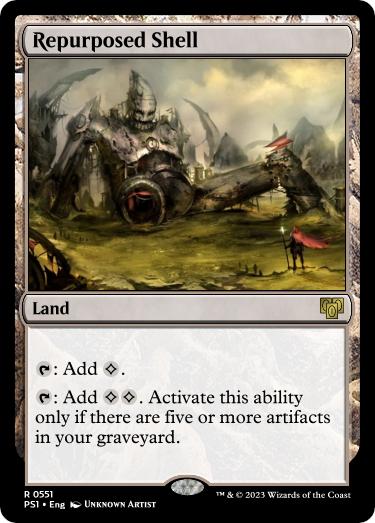 Repurposed Shell
Land
: Add .
: Add . Activate this ability
only if there are five or more artifacts
in your graveyard.
R 0551
PS1 • Eng Unknown Artist
™ & © 2023 Wizards of the Coast